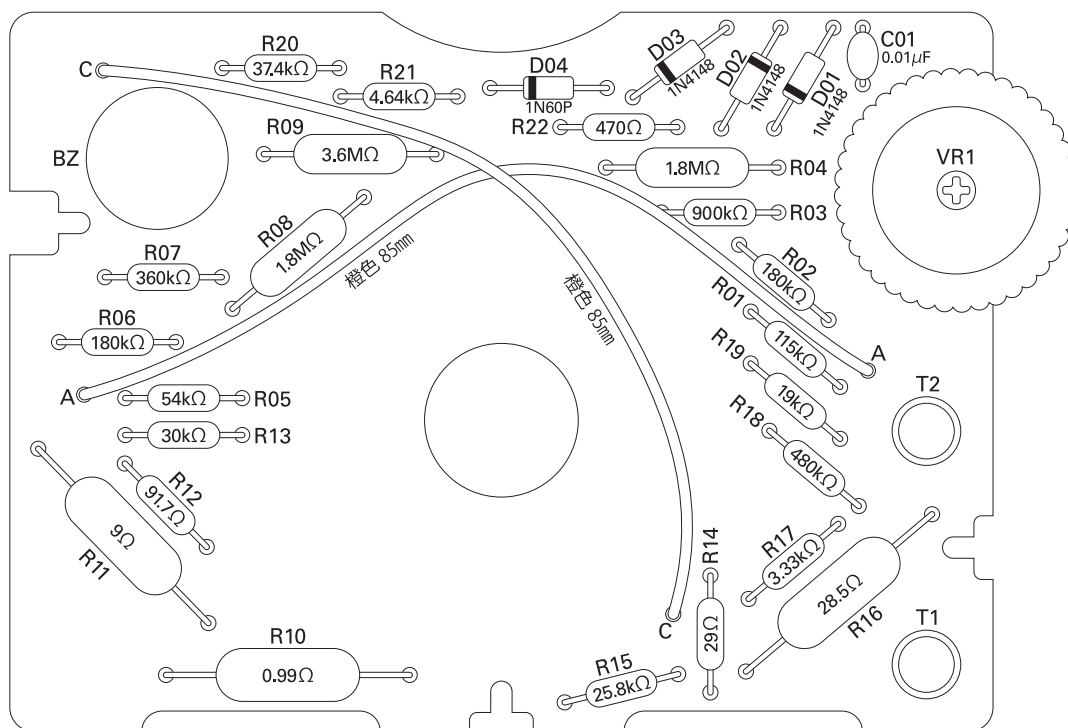 R20
37.4kΩ
C
R21
4.64kΩ
D04
1N60P
D03
1N4148
D02
1N4148
D01
1N4148
C01
0.01μF
R22
470Ω
R09
3.6MΩ
BZ
1.8MΩ
R04
VR1
900kΩ
R03
R08
1.8MΩ
R07
360kΩ
橙色 85mm
橙色 85mm
R02
180kΩ
R01
115kΩ
R06
180kΩ
A
A
R19
19kΩ
54kΩ
R05
T2
R18
480kΩ
30kΩ
R13
R12
91.7Ω
9Ω
R11
R17
3.33kΩ
R14
29Ω
28.5Ω
R16
C
T1
R10
0.99Ω
R15
25.8kΩ